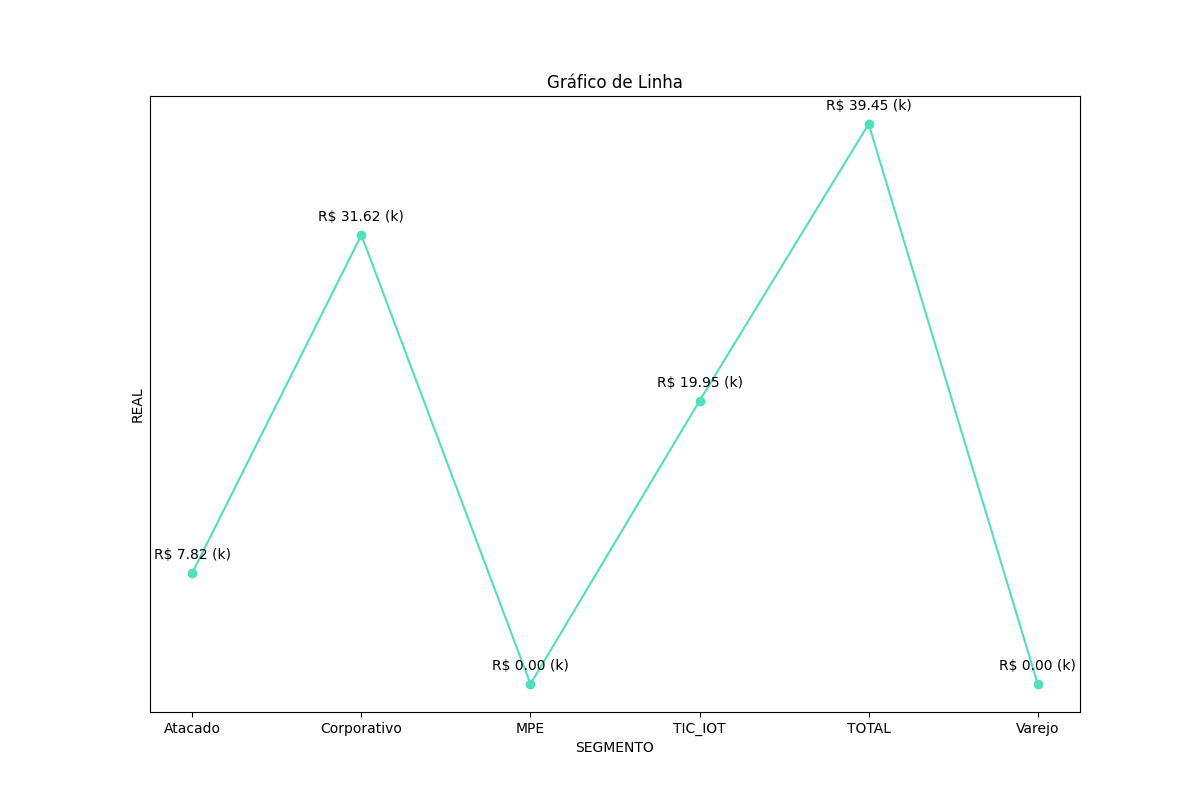 Gráfico de Linha
R$ 39.45 (k)
R$ 31.62 (k)
R$ 19.95 (k)
REAL
R$ 7.82 (k)
R$ 0.00 (k)
R$ 0.00 (k)
Atacado
Corporativo
MPE
TIC_IOT
TOTAL
Varejo
SEGMENTO